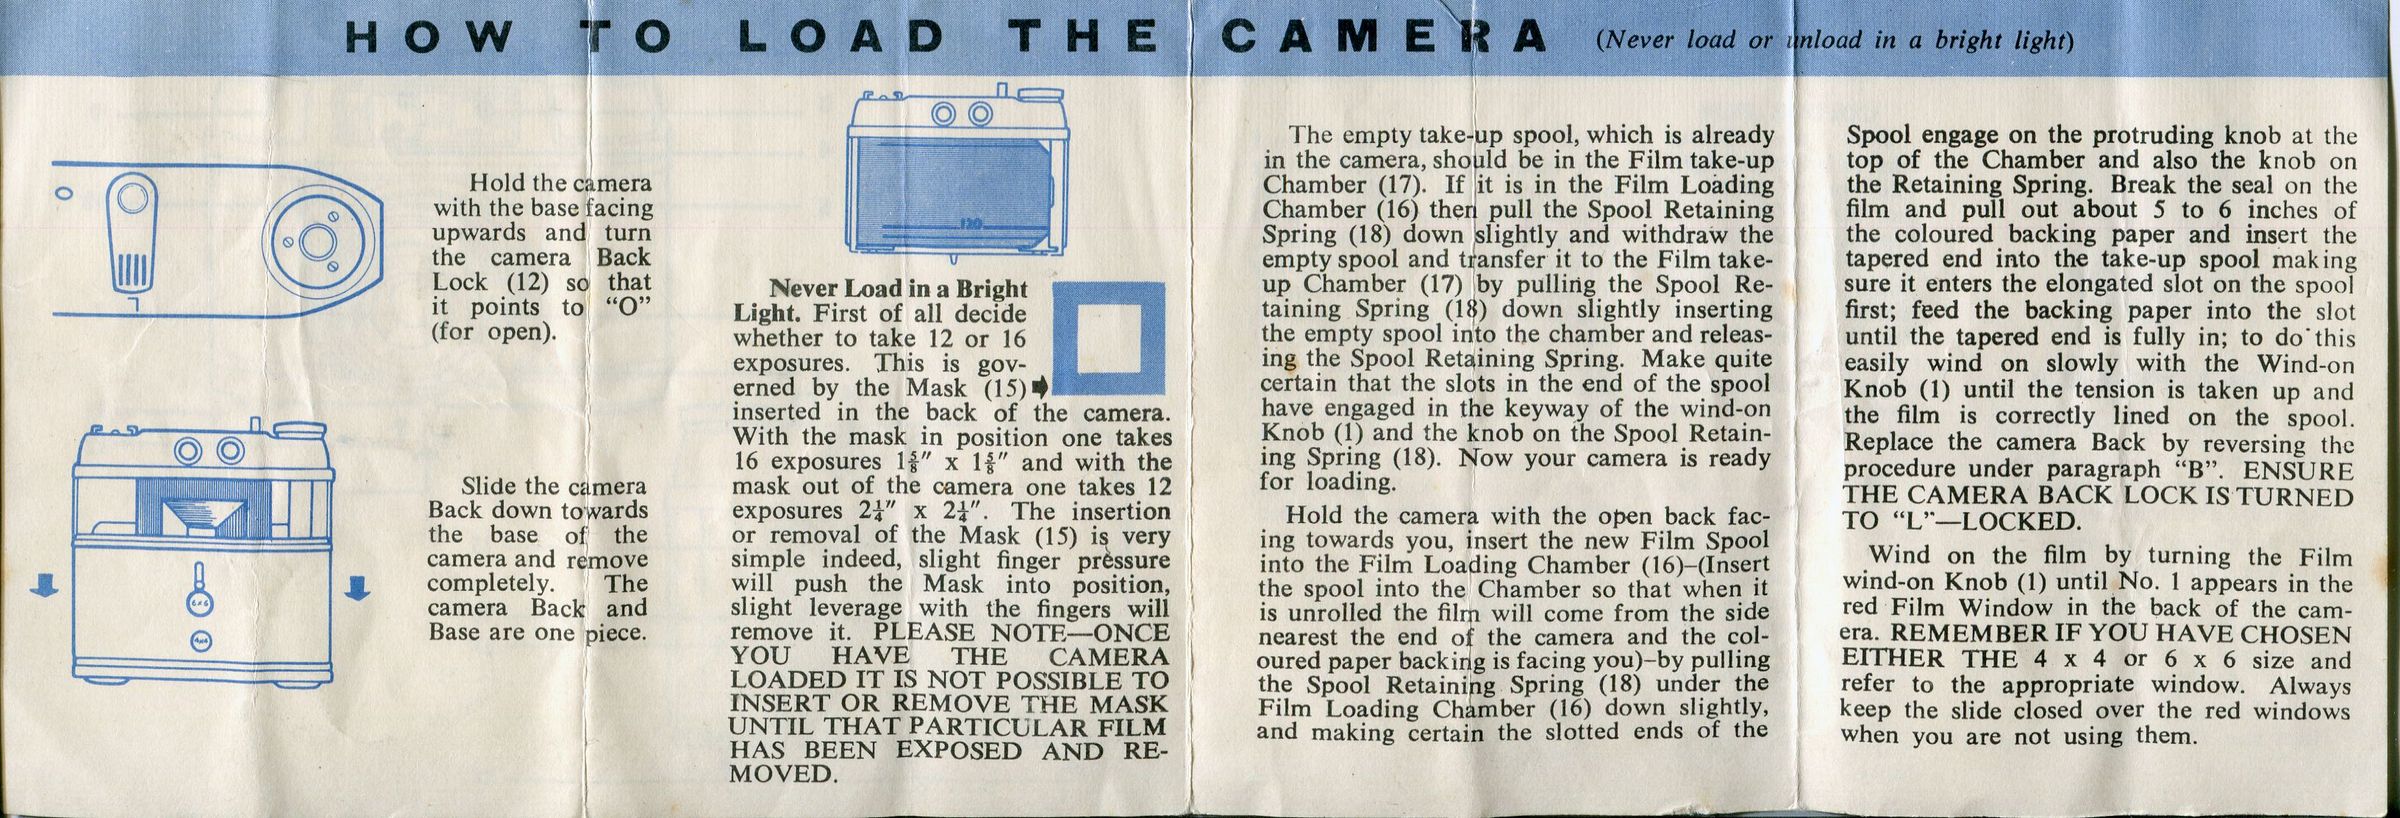 HOW TO LOAD THE CAMERA (Never load or unload in a bright light)
Hold the camera
with the base facing
upwards and turn
the camera Back
Lock (12) so that
it points to “O”
(for open).
L
Slide the camera
Back down towards
the base of the
camera and remove
completely. The
camera Back and
Base are one piece.
6×6
4×4
120
Never Load in a Bright
Light. First of all decide
whether to take 12 or 16
exposures. This is gov-
erned by the Mask (15)
inserted in the back of the camera.
With the mask in position one takes
16 exposures 1⅝″ x 1⅝″ and with the
mask out of the camera one takes 12
exposures 2¼″ x 2¼″. The insertion
or removal of the Mask (15) is very
simple indeed, slight finger pressure
will push the Mask into position,
slight leverage with the fingers will
remove it. PLEASE NOTE—ONCE
YOU HAVE THE CAMERA
LOADED IT IS NOT POSSIBLE TO
INSERT OR REMOVE THE MASK
UNTIL THAT PARTICULAR FILM
HAS BEEN EXPOSED AND RE-
MOVED.
The empty take-up spool, which is already
in the camera, should be in the Film take-up
Chamber (17). If it is in the Film Loading
Chamber (16) then pull the Spool Retaining
Spring (18) down slightly and withdraw the
empty spool and transfer it to the Film take-
up Chamber (17) by pulling the Spool Re-
taining Spring (18) down slightly inserting
the empty spool into the chamber and releas-
ing the Spool Retaining Spring. Make quite
certain that the slots in the end of the spool
have engaged in the keyway of the wind-on
Knob (1) and the knob on the Spool Retain-
ing Spring (18). Now your camera is ready
for loading.
Hold the camera with the open back fac-
ing towards you, insert the new Film Spool
into the Film Loading Chamber (16)–(Insert
the spool into the Chamber so that when it
is unrolled the film will come from the side
nearest the end of the camera and the col-
oured paper backing is facing you)–by pulling
the Spool Retaining Spring (18) under the
Film Loading Chamber (16) down slightly,
and making certain the slotted ends of the
Spool engage on the protruding knob at the
top of the Chamber and also the knob on
the Retaining Spring. Break the seal on the
film and pull out about 5 to 6 inches of
the coloured backing paper and insert the
tapered end into the take-up spool making
sure it enters the elongated slot on the spool
first; feed the backing paper into the slot
until the tapered end is fully in; to do this
easily wind on slowly with the Wind-on
Knob (1) until the tension is taken up and
the film is correctly lined on the spool.
Replace the camera Back by reversing the
procedure under paragraph “B”. ENSURE
THE CAMERA BACK LOCK IS TURNED
TO “L”—LOCKED.
Wind on the film by turning the Film
wind-on Knob (1) until No. 1 appears in the
red Film Window in the back of the cam-
era. REMEMBER IF YOU HAVE CHOSEN
EITHER THE 4 x 4 or 6 x 6 size and
refer to the appropriate window. Always
keep the slide closed over the red windows
when you are not using them.